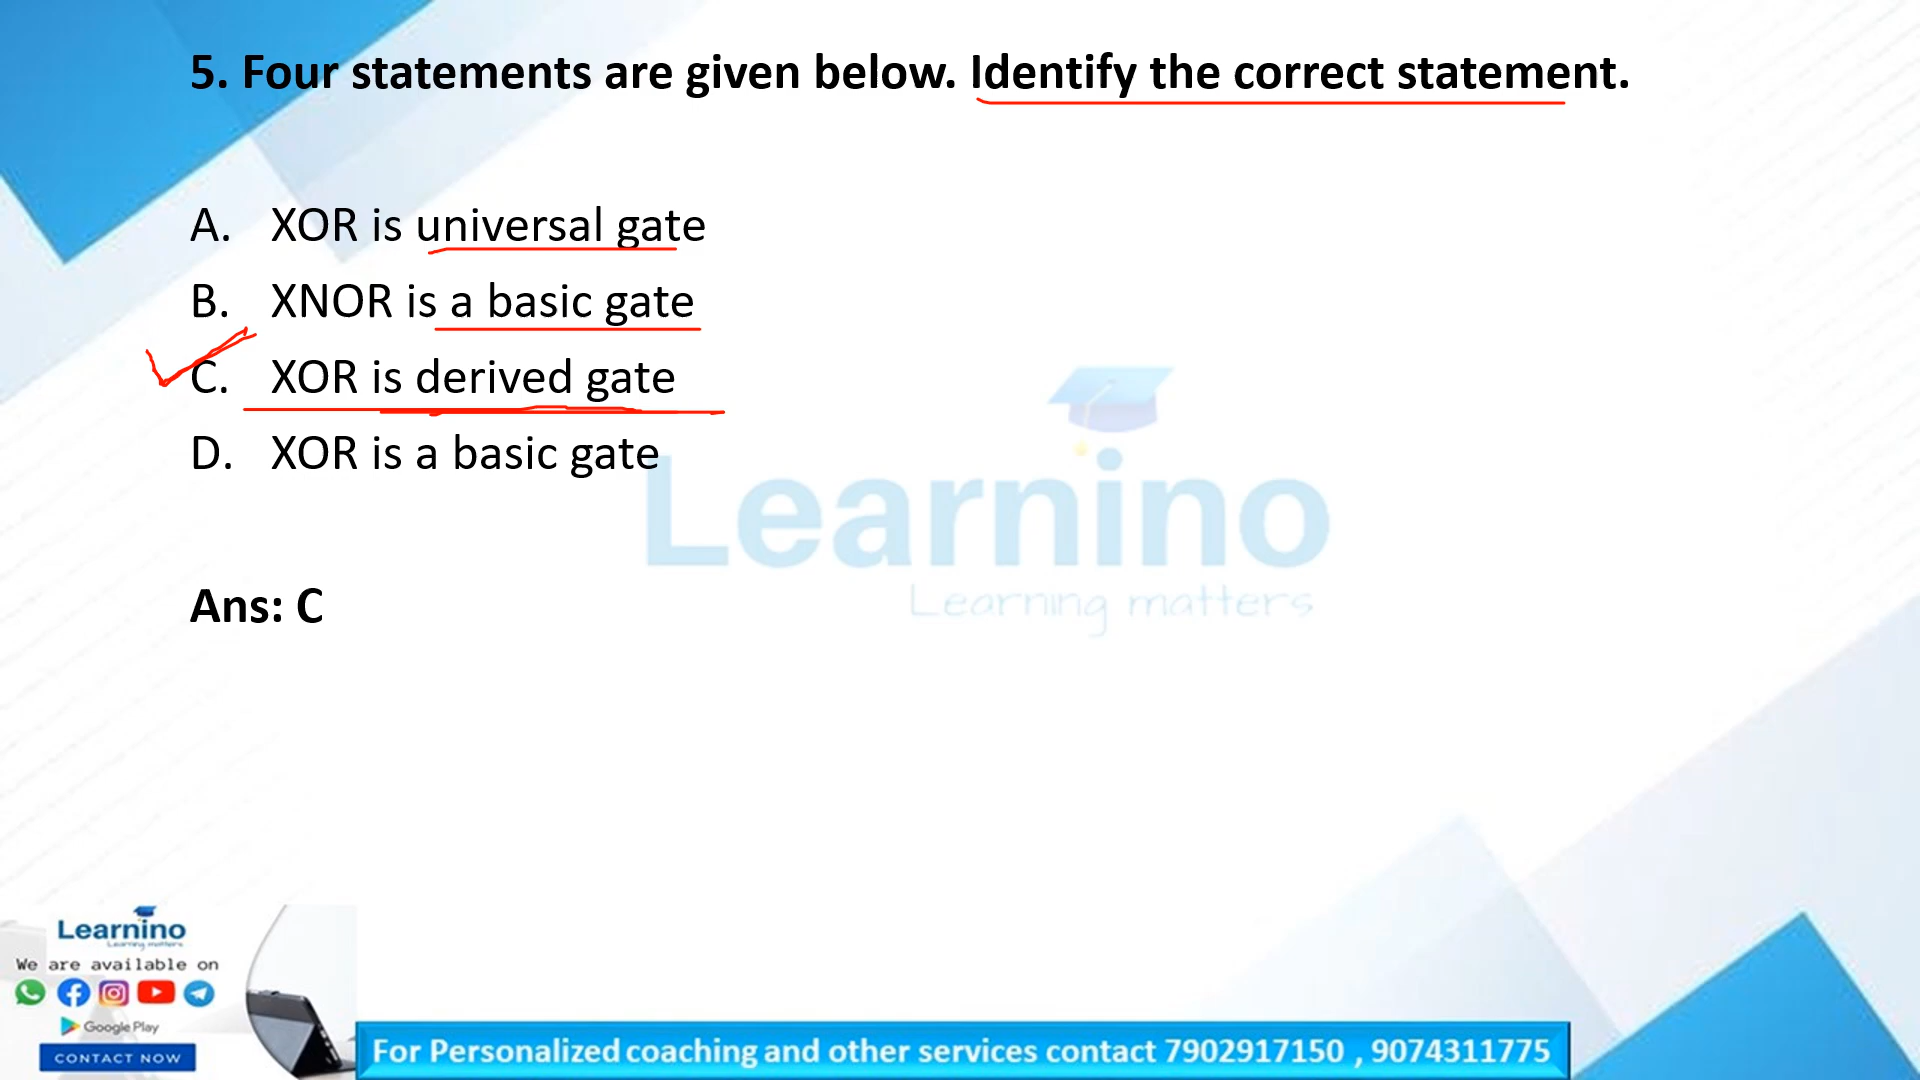 5. Four statements are given below. Identify the correct statement.
A. XOR is universal gate
B. XNOR is a basic gate
C. XOR is derived gate
D. XOR is a basic gate
Learnino
Learning matters
Ans: C
Learnino
Learning matters
We are available on
Google Play
CONTACT NOW
For Personalized coaching and other services contact 7902917150 , 9074311775